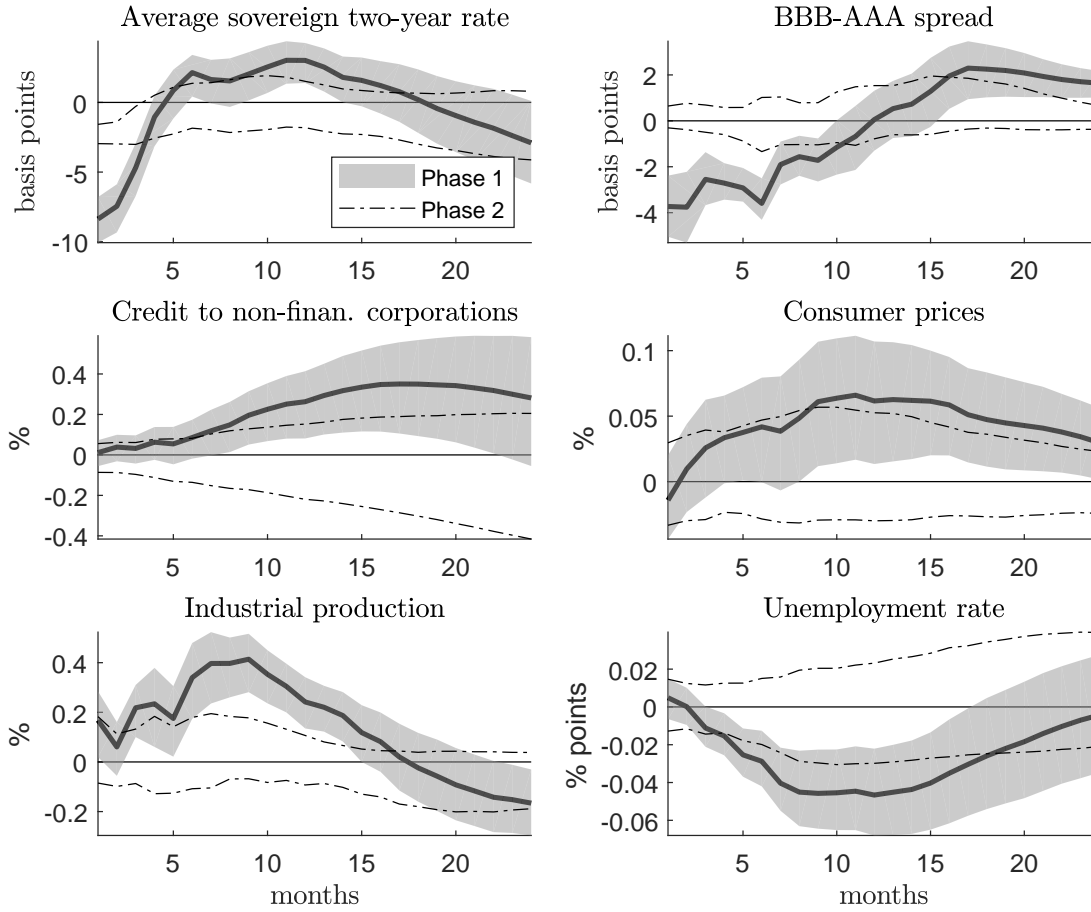 Average sovereign two-year rate
basis points
0
-5
-10
5 10 15 20
Phase 1
Phase 2
BBB-AAA spread
basis points
2
0
-2
-4
5 10 15 20
Credit to non-finan. corporations
%
0.4
0.2
0
-0.2
-0.4
5 10 15 20
Consumer prices
%
0.1
0.05
0
5 10 15 20
Industrial production
%
0.4
0.2
0
-0.2
5 10 15 20
months
Unemployment rate
% points
0.02
0
-0.02
-0.04
-0.06
5 10 15 20
months